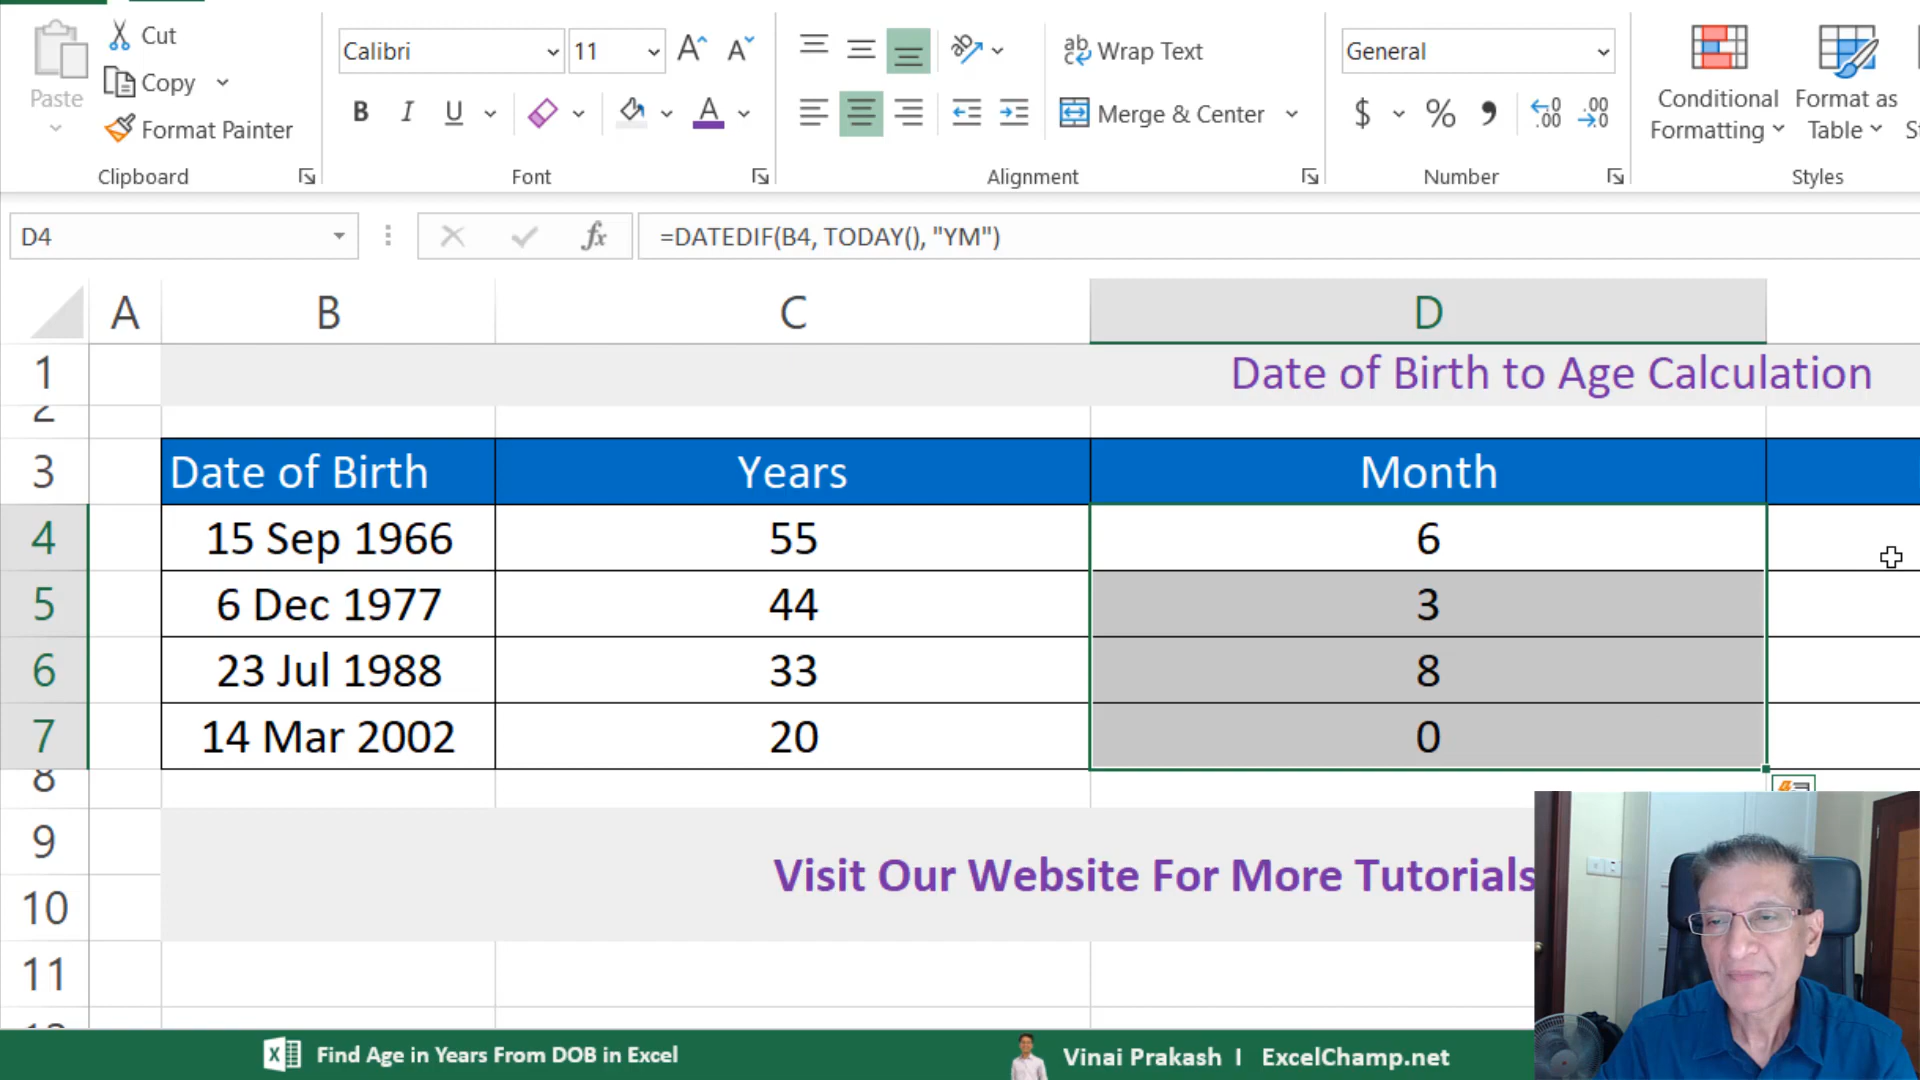 Cut
Copy
Paste
Format Painter
Clipboard
Calibri
11
B I U
A
Font
ab Wrap Text
Merge & Center
Alignment
General
$ % ,
Number
Conditional Formatting
Format as Table
Styles
D4
fx
=DATEDIF(B4, TODAY(), "YM")
A B C D
1 Date of Birth to Age Calculation
2
3 Date of Birth Years Month
4 15 Sep 1966 55 6
5 6 Dec 1977 44 3
6 23 Jul 1988 33 8
7 14 Mar 2002 20 0
8
9
Visit Our Website For More Tutorials
10
11
Find Age in Years From DOB in Excel
Vinai Prakash I ExcelChamp.net